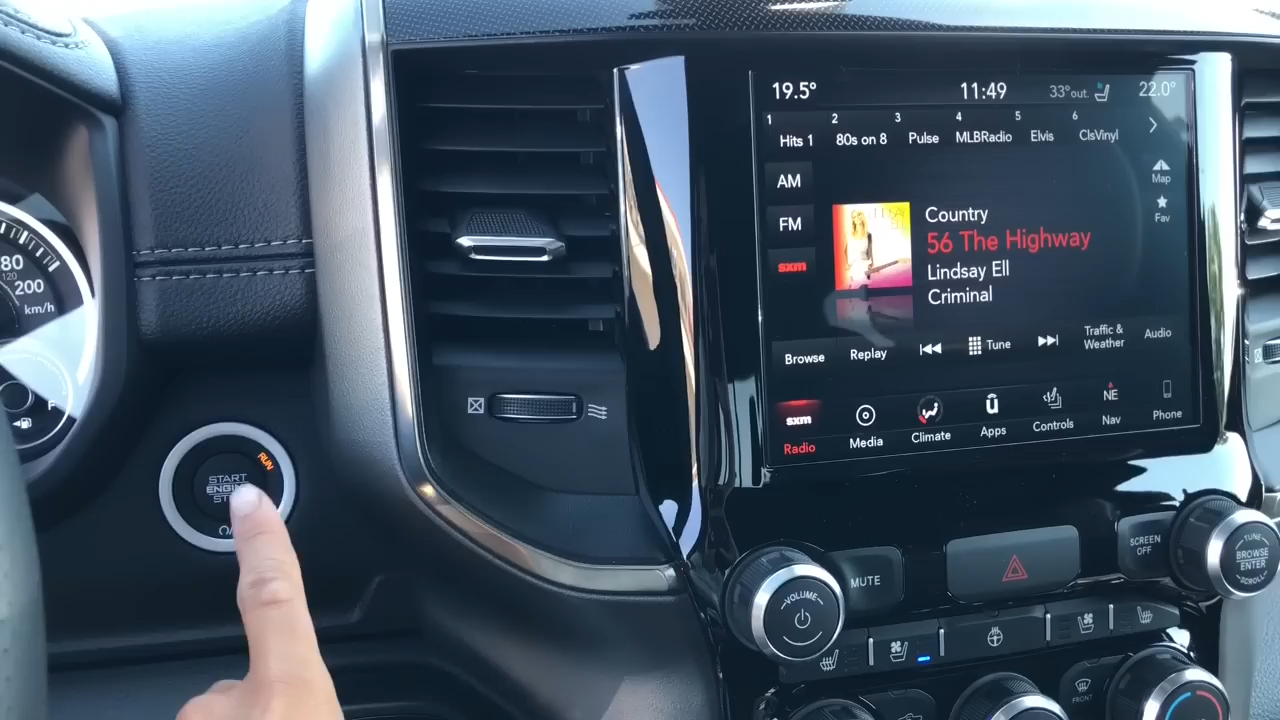 80
120
200
km/h
F
START
ENGINE
RUN
19.5°
11:49
33°out.
22.0°
1
2
3
4
5
6
Hits 1
80s on 8
Pulse
MLBRadio
Elvis
ClsVinyl
AM
FM
sxm
Country
56 The Highway
Lindsay Ell
Criminal
Map
Fav
Browse
Replay
Tune
Traffic &
Weather
Audio
sxm
Radio
Media
Climate
Apps
Controls
NE
Nav
Phone
VOLUME
MUTE
SCREEN
OFF
TUNE
BROWSE
ENTER
SCROLL
FRONT